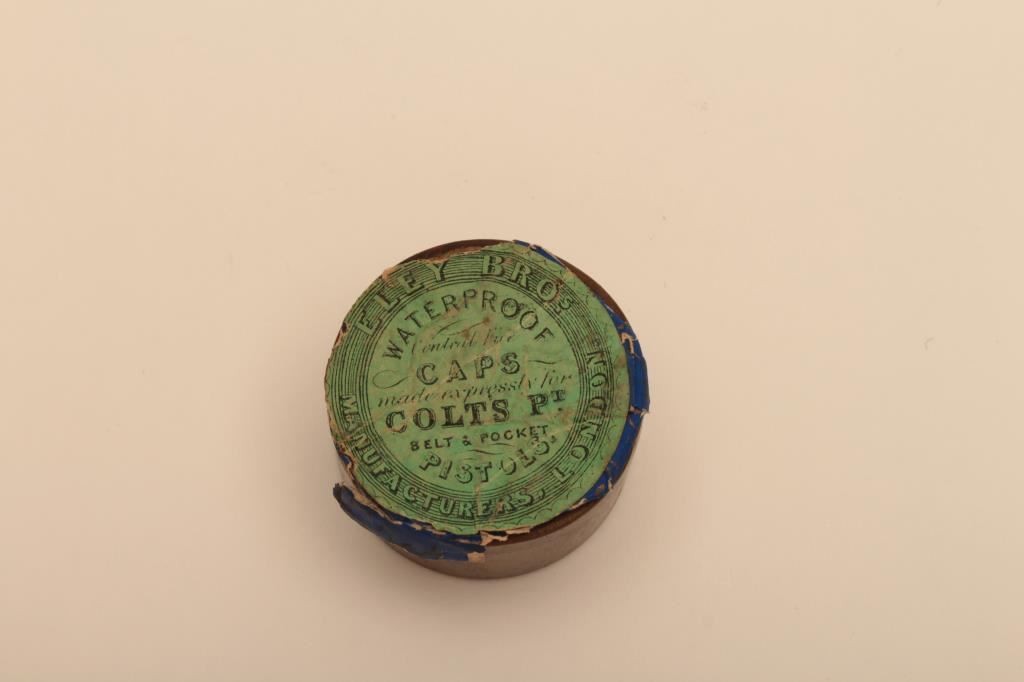 ELEY BROS
WATERPROOF
Central Fire
CAPS
made expressly for
COLTS PT
BELT & POCKET
PISTOLS
MANUFACTURERS, LONDON